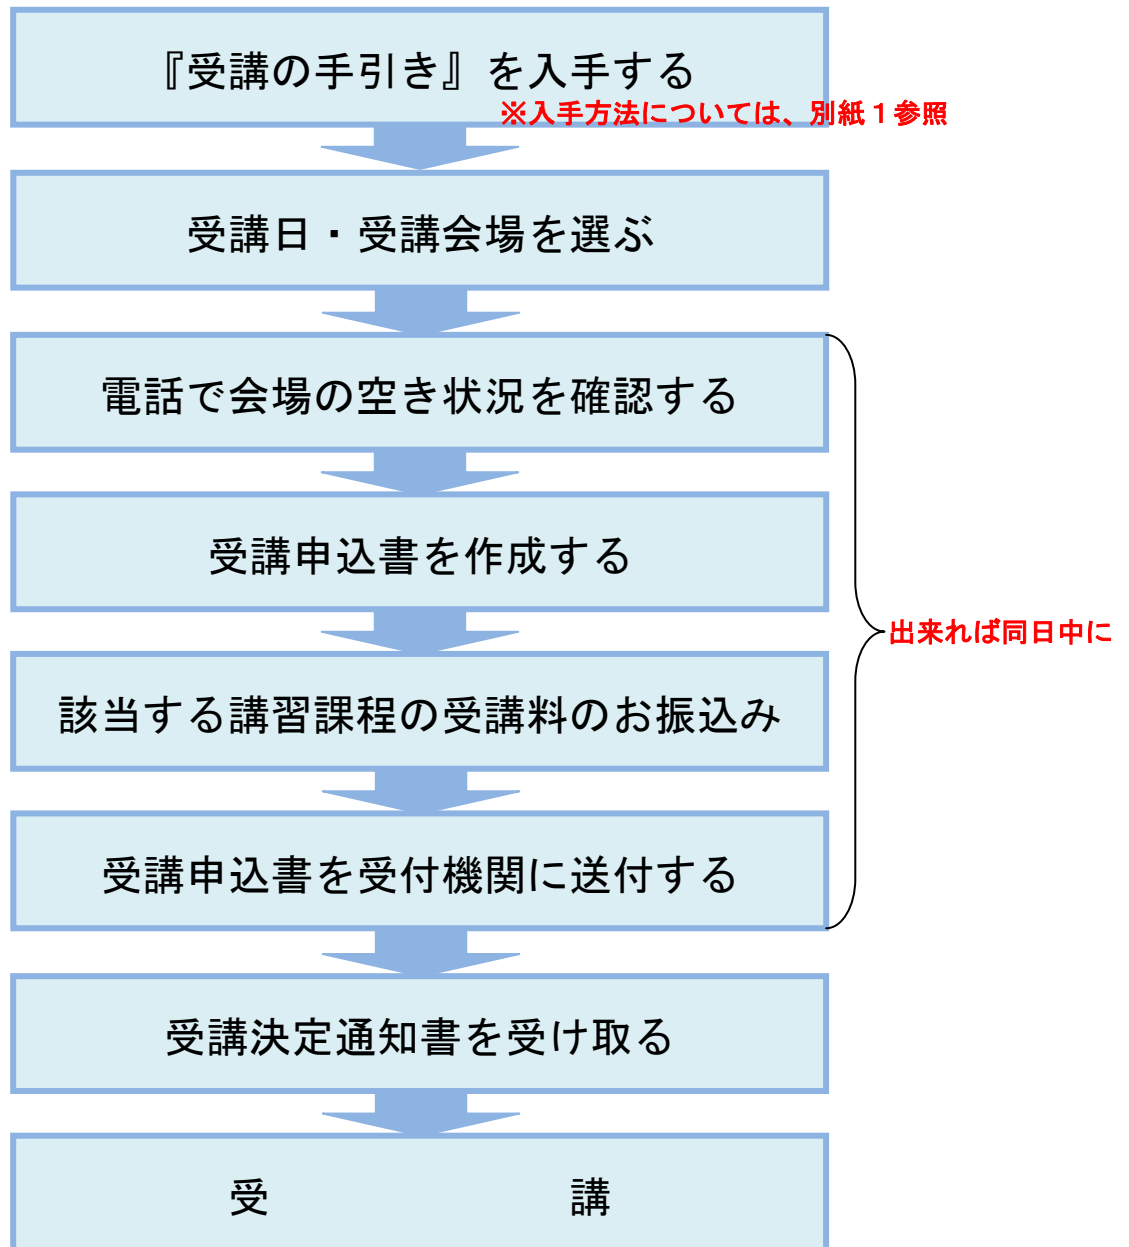 『受講の手引き』を入手する
※入手方法については、別紙１参照
受講日・受講会場を選ぶ
電話で会場の空き状況を確認する
受講申込書を作成する
該当する講習課程の受講料のお振込み
受講申込書を受付機関に送付する
出来れば同日中に
受講決定通知書を受け取る
受　　　　　　　講